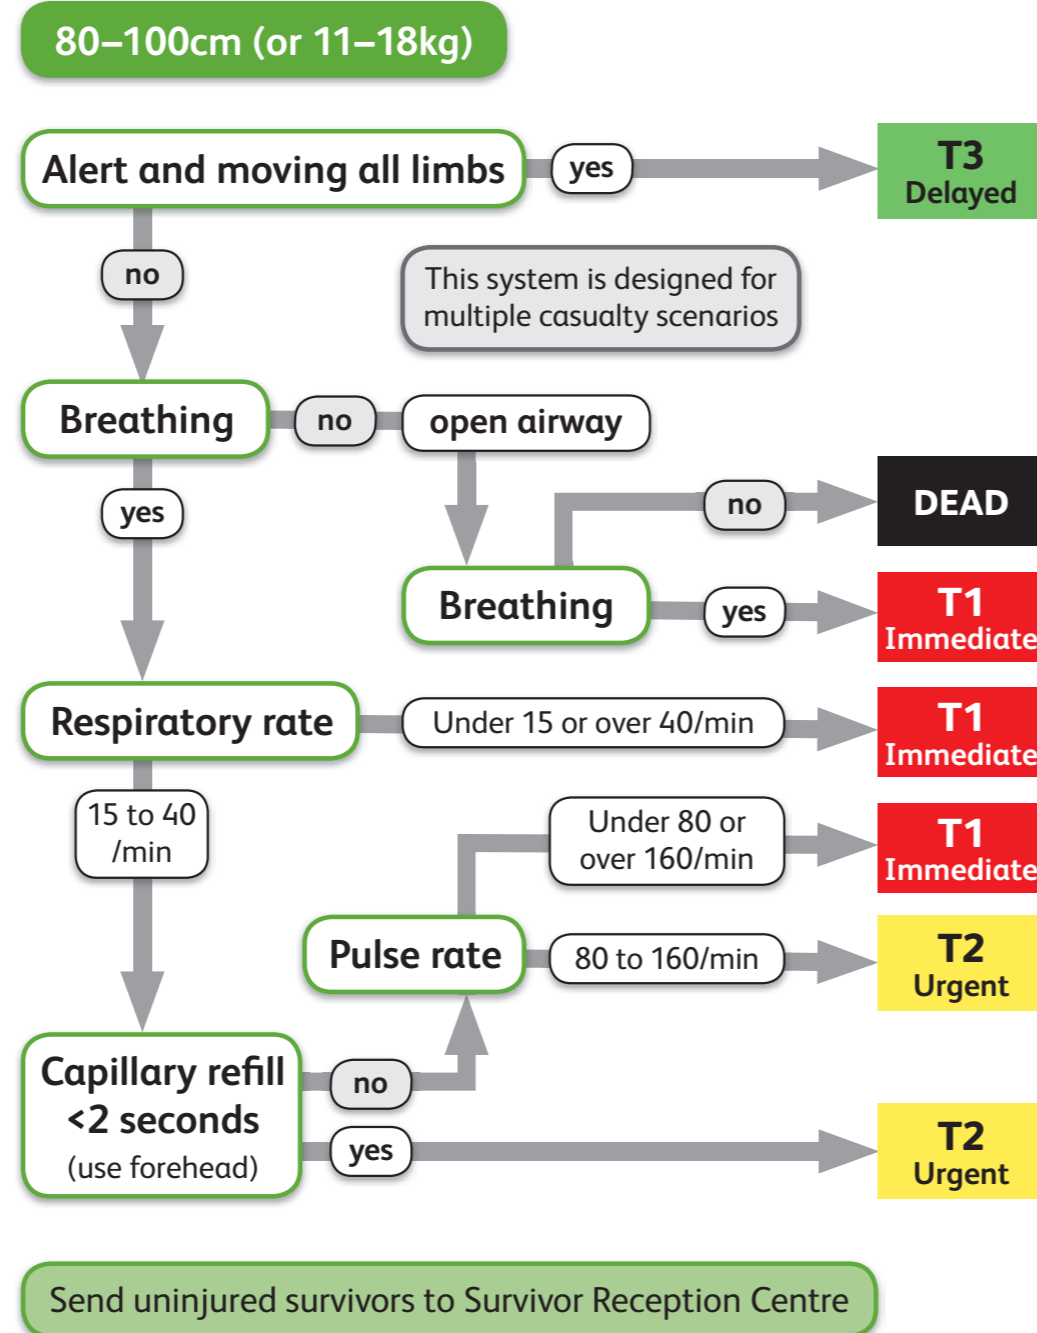 80–100cm (or 11–18kg)
Alert and moving all limbs
yes
T3
Delayed
no
This system is designed for
multiple casualty scenarios
Breathing
no
open airway
yes
no
DEAD
Breathing
yes
T1
Immediate
Respiratory rate
Under 15 or over 40/min
T1
Immediate
15 to 40
/min
Under 80 or
over 160/min
T1
Immediate
Pulse rate
80 to 160/min
T2
Urgent
Capillary refill
<2 seconds
(use forehead)
no
yes
T2
Urgent
Send uninjured survivors to Survivor Reception Centre